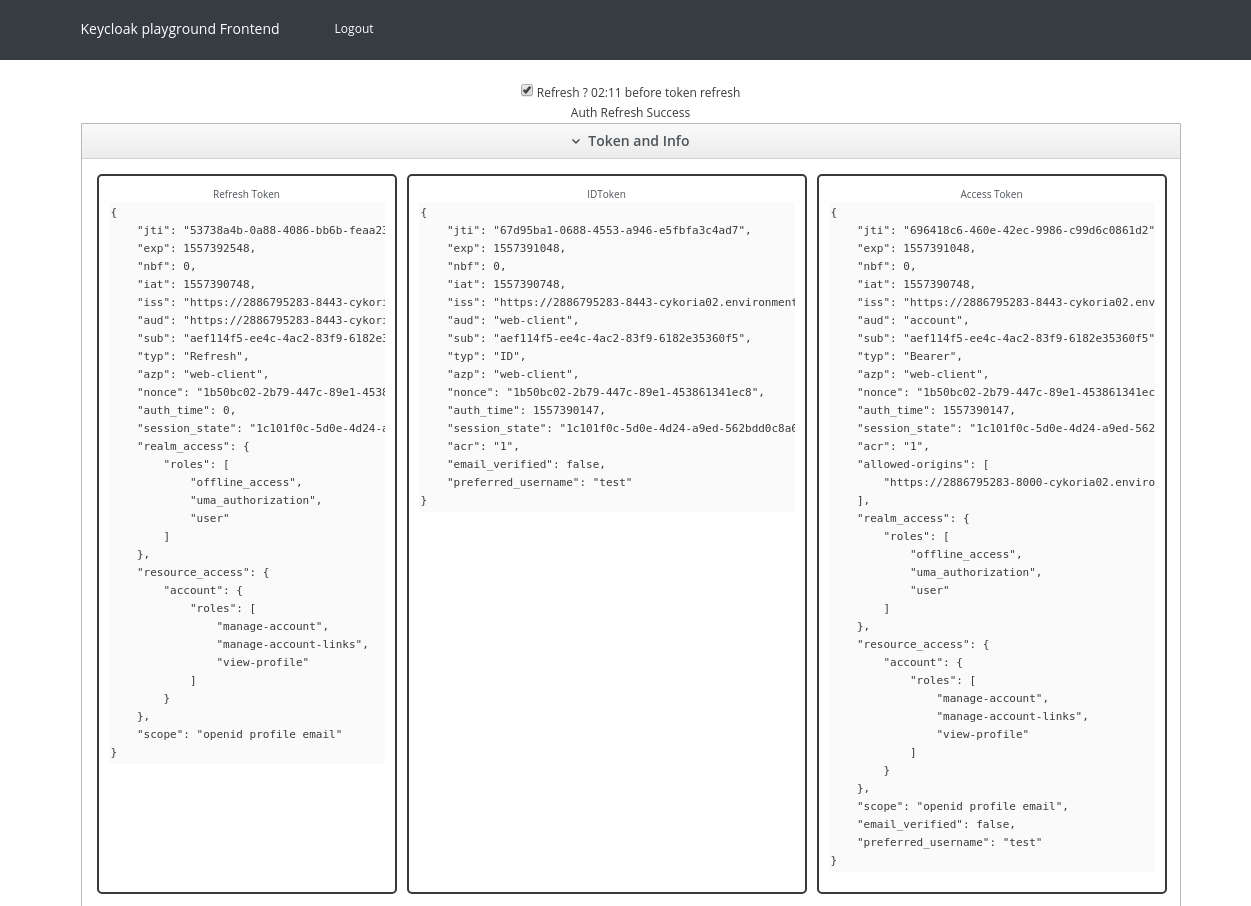 Keycloak playground Frontend
Logout
Refresh ? 02:11 before token refresh
Auth Refresh Success
Token and Info
Refresh Token
{
    "jti": "53738a4b-0a88-4086-bb6b-feaa23
    "exp": 1557392548,
    "nbf": 0,
    "iat": 1557390748,
    "iss": "https://2886795283-8443-cykori
    "aud": "https://2886795283-8443-cykori
    "sub": "aef114f5-ee4c-4ac2-83f9-6182e3
    "typ": "Refresh",
    "azp": "web-client",
    "nonce": "1b50bc02-2b79-447c-89e1-4538
    "auth_time": 0,
    "session_state": "1c101f0c-5d0e-4d24-a
    "realm_access": {
        "roles": [
            "offline_access",
            "uma_authorization",
            "user"
        ]
    },
    "resource_access": {
        "account": {
            "roles": [
                "manage-account",
                "manage-account-links",
                "view-profile"
            ]
        }
    },
    "scope": "openid profile email"
}
IDToken
{
    "jti": "67d95ba1-0688-4553-a946-e5fbfa3c4ad7",
    "exp": 1557391048,
    "nbf": 0,
    "iat": 1557390748,
    "iss": "https://2886795283-8443-cykoria02.environment
    "aud": "web-client",
    "sub": "aef114f5-ee4c-4ac2-83f9-6182e35360f5",
    "typ": "ID",
    "azp": "web-client",
    "nonce": "1b50bc02-2b79-447c-89e1-453861341ec8",
    "auth_time": 1557390147,
    "session_state": "1c101f0c-5d0e-4d24-a9ed-562bdd0c8a6
    "acr": "1",
    "email_verified": false,
    "preferred_username": "test"
}
Access Token
{
    "jti": "696418c6-460e-42ec-9986-c99d6c0861d2"
    "exp": 1557391048,
    "nbf": 0,
    "iat": 1557390748,
    "iss": "https://2886795283-8443-cykoria02.env
    "aud": "account",
    "sub": "aef114f5-ee4c-4ac2-83f9-6182e35360f5"
    "typ": "Bearer",
    "azp": "web-client",
    "nonce": "1b50bc02-2b79-447c-89e1-453861341ec
    "auth_time": 1557390147,
    "session_state": "1c101f0c-5d0e-4d24-a9ed-562
    "acr": "1",
    "allowed-origins": [
        "https://2886795283-8000-cykoria02.enviro
    ],
    "realm_access": {
        "roles": [
            "offline_access",
            "uma_authorization",
            "user"
        ]
    },
    "resource_access": {
        "account": {
            "roles": [
                "manage-account",
                "manage-account-links",
                "view-profile"
            ]
        }
    },
    "scope": "openid profile email",
    "email_verified": false,
    "preferred_username": "test"
}